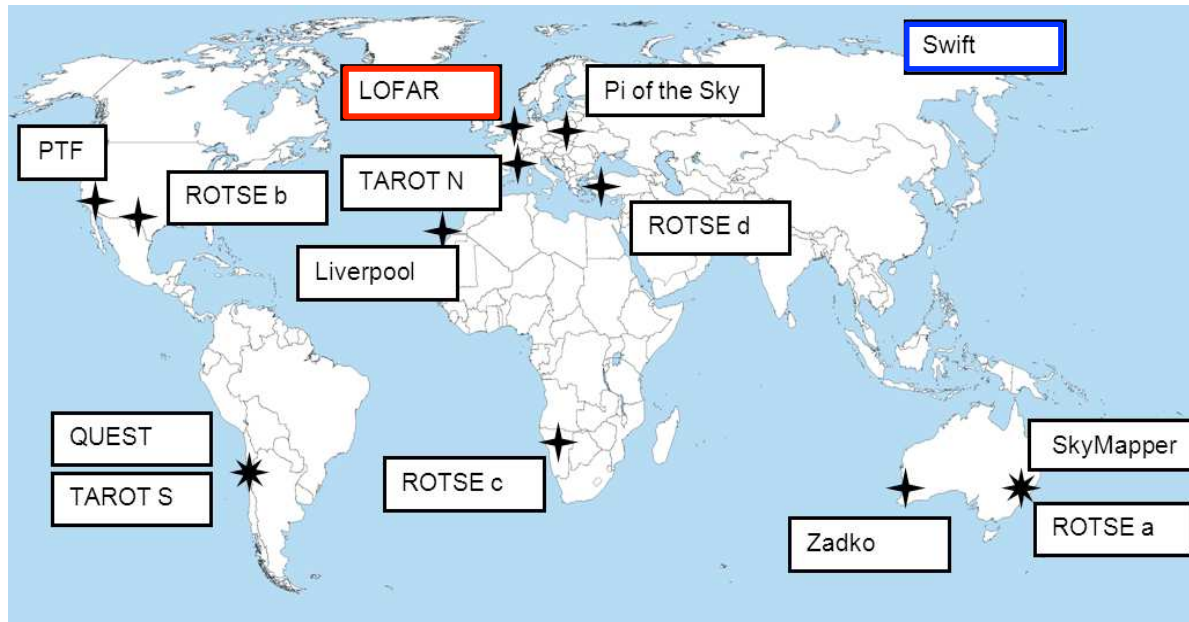 Swift
LOFAR
Pi of the Sky
PTF
TAROT N
ROTSE b
ROTSE d
Liverpool
QUEST
SkyMapper
TAROT S
ROTSE c
Zadko
ROTSE a